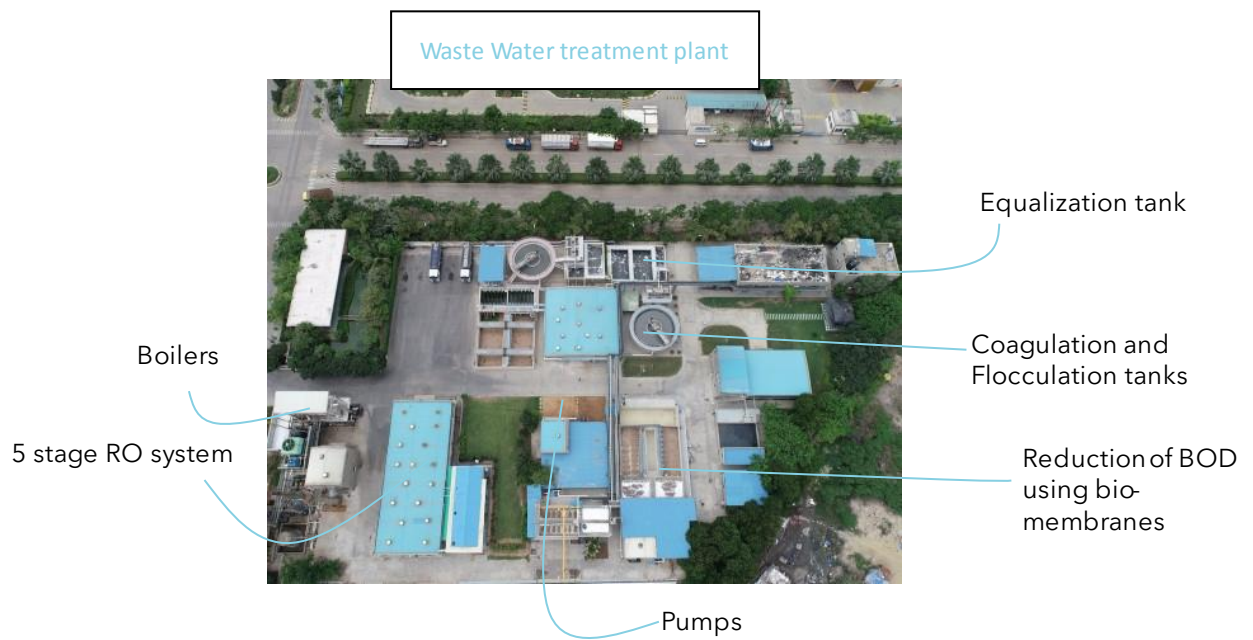 Waste Water treatment plant
Equalization tank
Coagulation and
Flocculation tanks
Boilers
5 stage RO system
Reduction of BOD
using bio-
membranes
Pumps